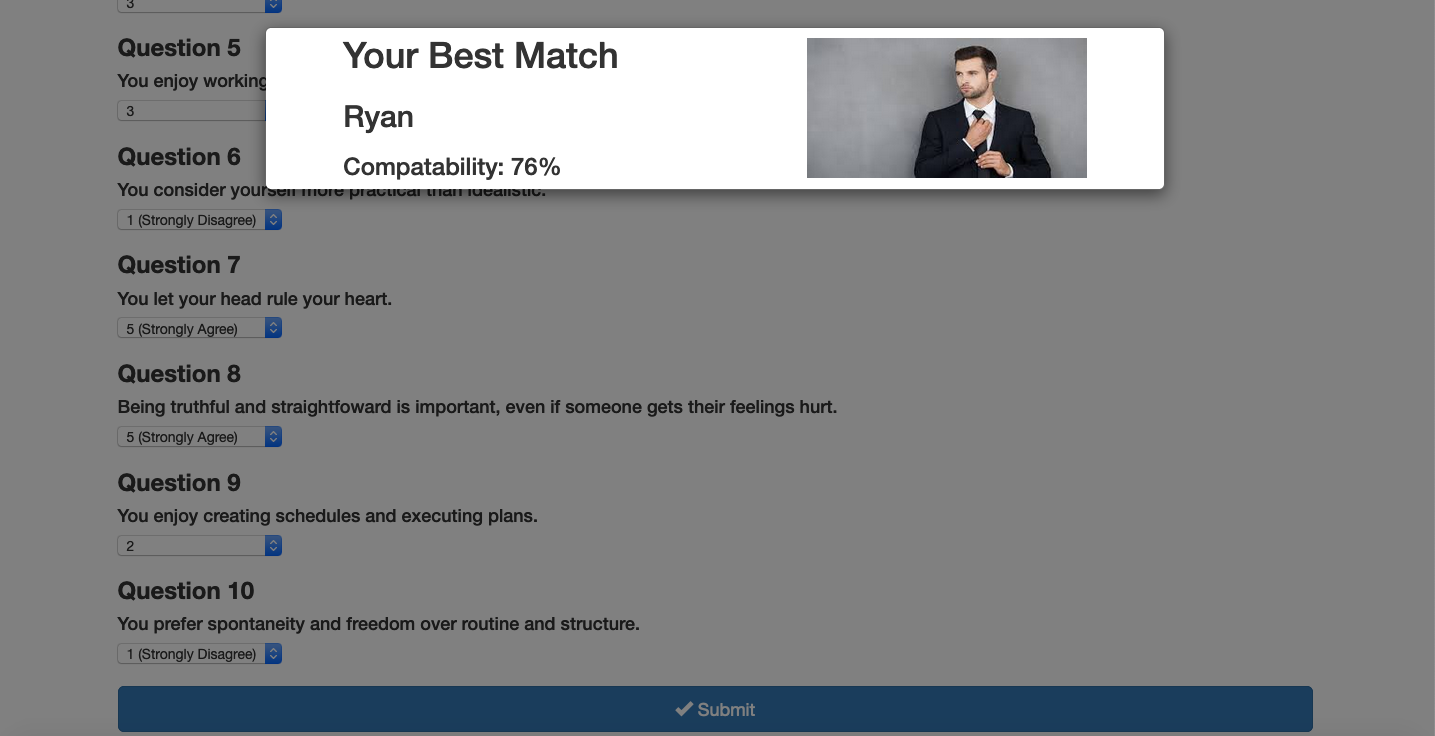 3
Question 5
You enjoy working
3
Your Best Match
Ryan
Compatability: 76%
Question 6
You consider yourself more practical than idealistic.
1 (Strongly Disagree)
Question 7
You let your head rule your heart.
5 (Strongly Agree)
Question 8
Being truthful and straightfoward is important, even if someone gets their feelings hurt.
5 (Strongly Agree)
Question 9
You enjoy creating schedules and executing plans.
2
Question 10
You prefer spontaneity and freedom over routine and structure.
1 (Strongly Disagree)
Submit